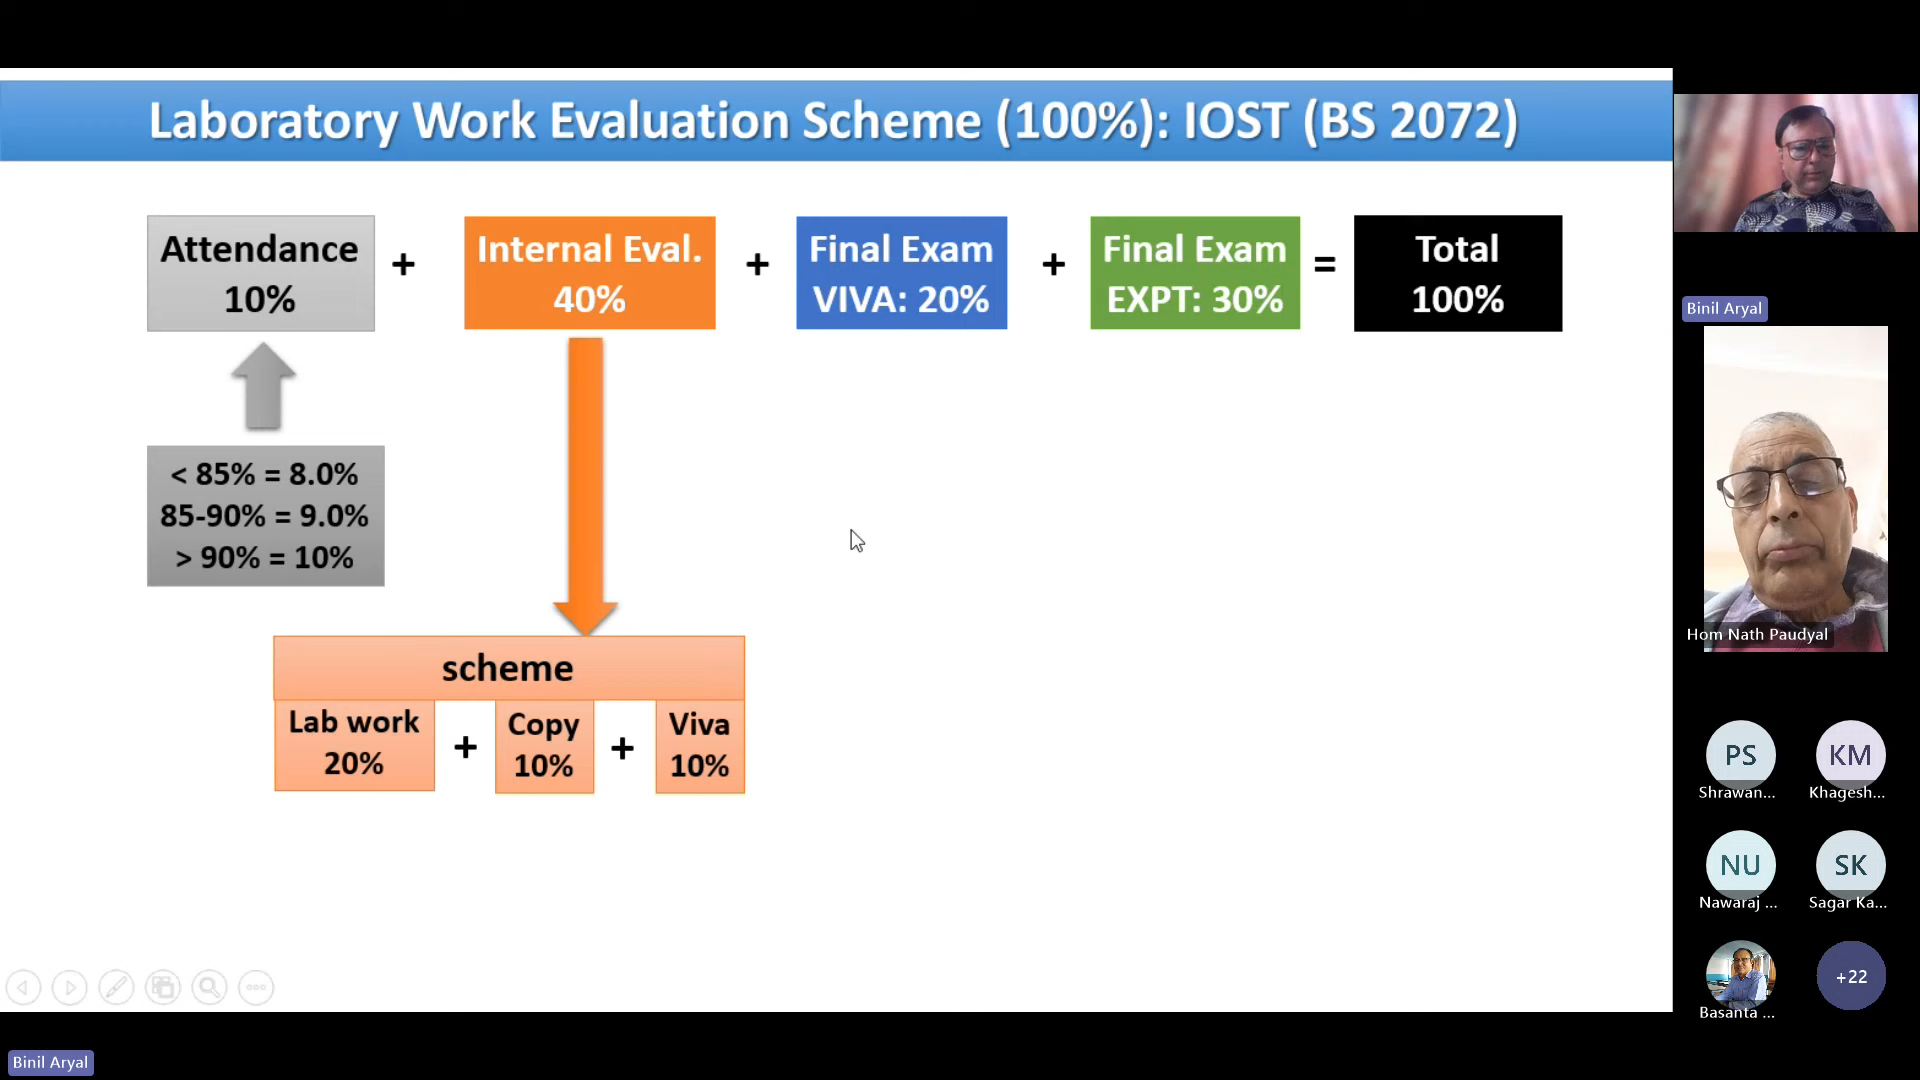 Laboratory Work Evaluation Scheme (100%): IOST (BS 2072)
Attendance
10%
+
Internal Eval.
40%
+
Final Exam
VIVA: 20%
+
Final Exam
EXPT: 30%
=
Total
100%
< 85% = 8.0%
85-90% = 9.0%
> 90% = 10%
scheme
Lab work
20%
+
Copy
10%
+
Viva
10%
Binil Aryal
Hom Nath Paudyal
PS
Shrawan...
KM
Khagesh...
NU
Nawaraj ...
SK
Sagar Ka...
Basanta ...
+22
Binil Aryal